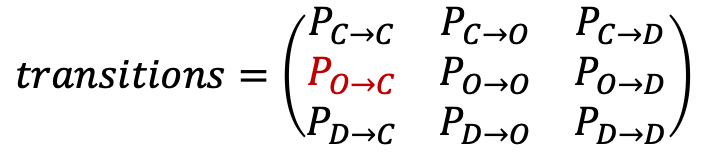 P_{C→C} P_{C→O} P_{C→D}
transitions = ( P_{O→C} P_{O→O} P_{O→D} )
P_{D→C} P_{D→O} P_{D→D}